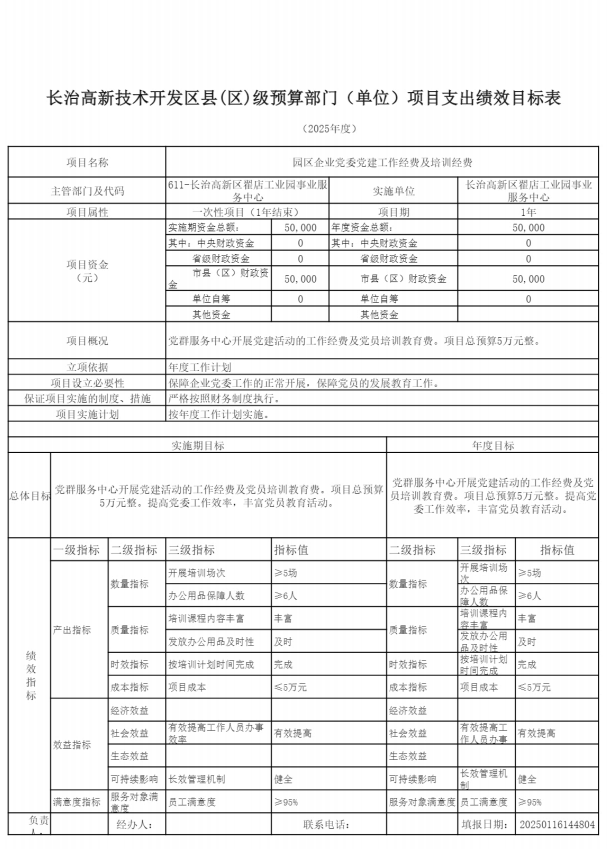 长治高新技术开发区县(区)级预算部门（单位）项目支出绩效目标表
（2025年度）
项目名称 园区企业党委党建工作经费及培训经费
主管部门及代码 611-长治高新区翟店工业园事业服务中心 实施单位 长治高新区翟店工业园事业服务中心
项目属性 一次性项目（1年结束） 项目期 1年
项目资金（元） 实施期资金总额: 50,000 年度资金总额: 50,000
其中: 中央财政资金 0 其中: 中央财政资金 0
省级财政资金 0 省级财政资金 0
市县（区）财政资金 50,000 市县（区）财政资金 50,000
单位自筹 0 单位自筹 0
其他资金 其他资金
项目概况 党群服务中心开展党建活动的工作经费及党员培训教育费。项目总预算5万元整。
立项依据 年度工作计划
项目设立必要性 保障企业党委工作的正常开展，保障党员的发展教育工作。
保证项目实施的制度、措施 严格按照财务制度执行。
项目实施计划 按年度工作计划实施。
实施期目标 年度目标
总体目标 党群服务中心开展党建活动的工作经费及党员培训教育费。项目总预算5万元整。提高党委工作效率，丰富党员教育活动。 党群服务中心开展党建活动的工作经费及党员培训教育费。项目总预算5万元整。提高党委工作效率，丰富党员教育活动。
绩效指标 一级指标 二级指标 三级指标 指标值 二级指标 三级指标 指标值
产出指标 数量指标 开展培训场次 ≥5场 数量指标 开展培训场次 ≥5场
办公用品保障人数 ≥6人 办公用品保障人数 ≥6人
质量指标 培训课程内容丰富 丰富 质量指标 培训课程内容丰富 丰富
发放办公用品及时性 及时 发放办公用品及时性 及时
时效指标 按培训计划时间完成 完成 时效指标 按培训计划时间完成 完成
成本指标 项目成本 ≤5万元 成本指标 项目成本 ≤5万元
效益指标 经济效益 经济效益
社会效益 有效提高工作人员办事效率 有效提高 社会效益 有效提高工作人员办事 有效提高
生态效益 生态效益
可持续影响 长效管理机制 健全 可持续影响 长效管理机制 健全
满意度指标 服务对象满意度 员工满意度 ≥95% 服务对象满意度 员工满意度 ≥95%
负责人: 经办人: 联系电话: 填报日期: 20250116144804